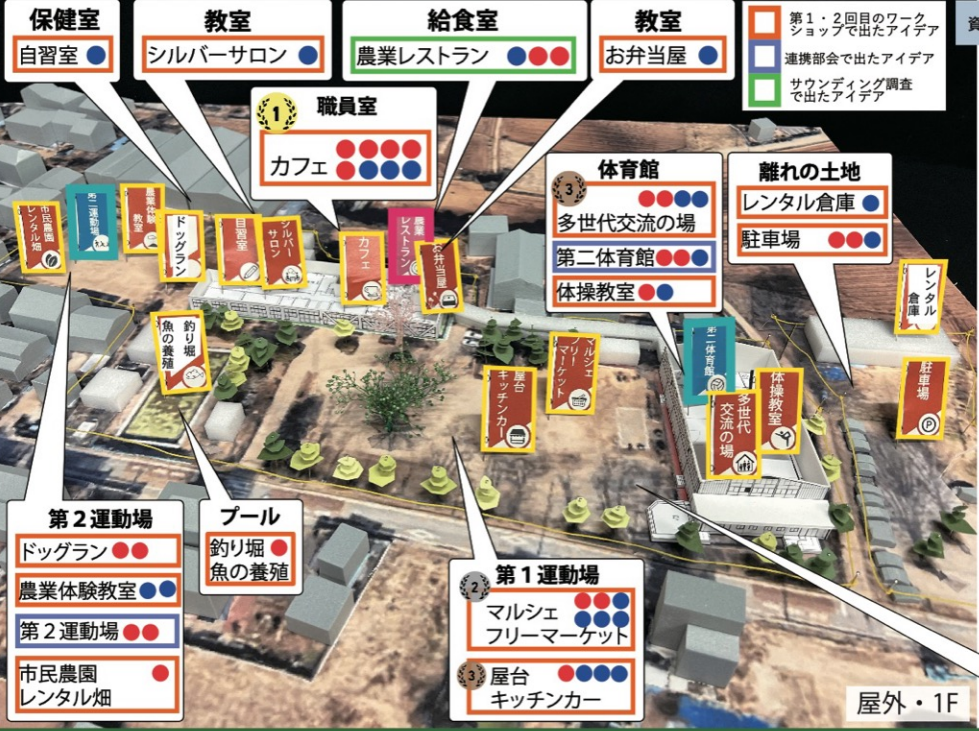 保健室
自習室
教室
シルバーサロン
給食室
農業レストラン
教室
お弁当屋
第1・2回目のワーク
ショップで出たアイデア
連携部会で出たアイデア
サウンディング調査
で出たアイデア
資
1
職員室
カフェ
3
体育館
多世代交流の場
第二体育館
体操教室
離れの土地
レンタル倉庫
駐車場
市民農園
レンタル畑
第二運動場
農業体験
教室
ドッグラン
自習室
シルバー
サロン
カフェ
農業
レストラン
お弁当屋
釣り堀
魚の養殖
屋台
キッチンカー
マルシェ
フリー
マーケット
第二体育館
多世代
交流の場
体操教室
レンタル
倉庫
駐車場
P
第2運動場
ドッグラン
農業体験教室
第2運動場
市民農園
レンタル畑
プール
釣り堀
魚の養殖
第1運動場
2
マルシェ
フリーマーケット
3
屋台
キッチンカー
屋外・1F